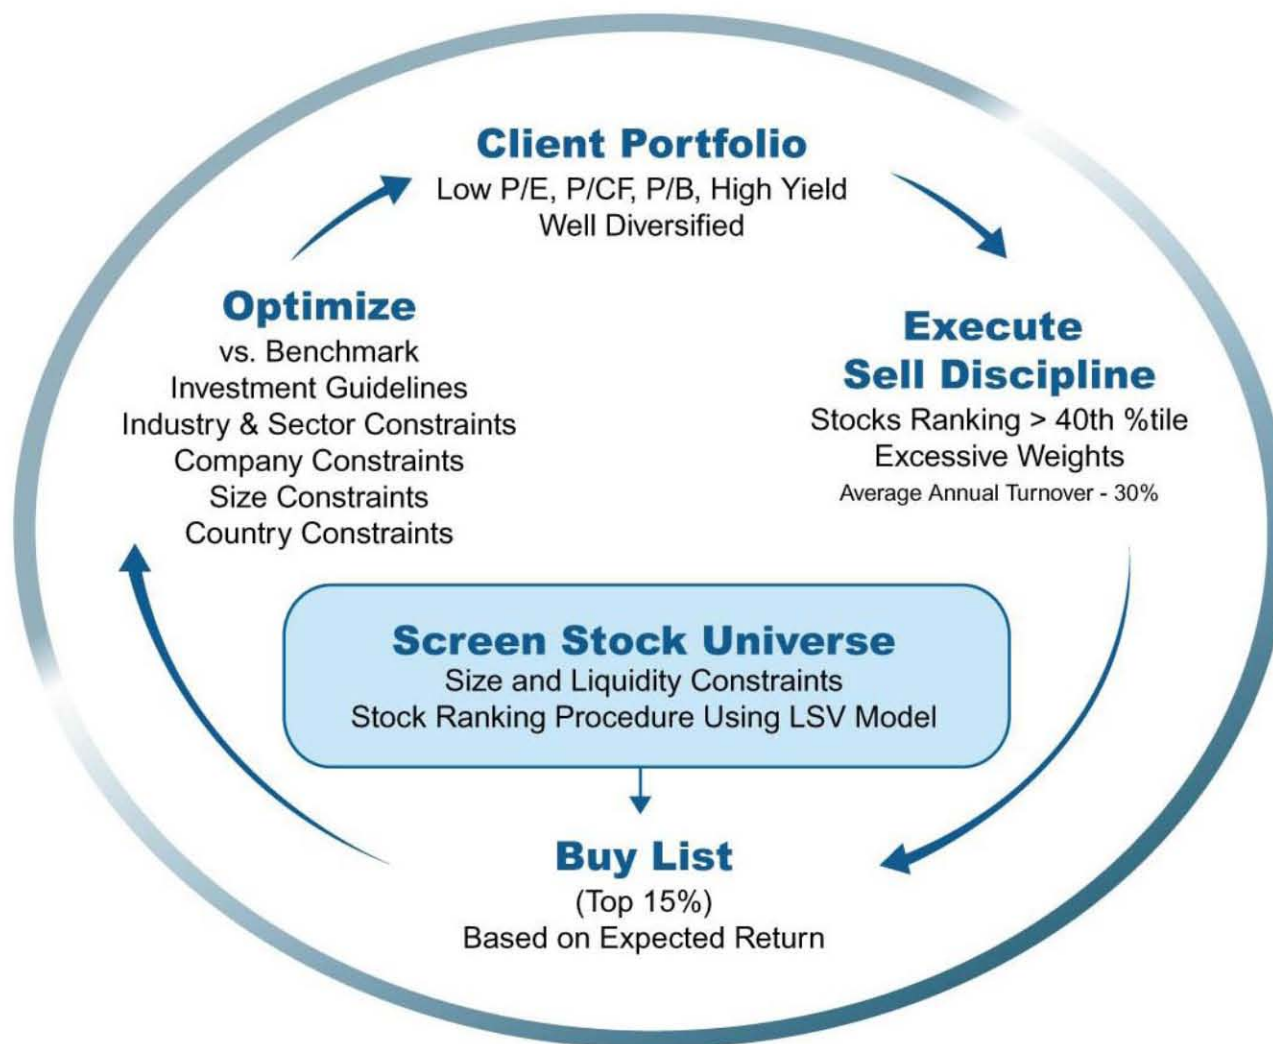 Client Portfolio
Low P/E, P/CF, P/B, High Yield
Well Diversified
Optimize
vs. Benchmark
Investment Guidelines
Industry & Sector Constraints
Company Constraints
Size Constraints
Country Constraints
Execute
Sell Discipline
Stocks Ranking > 40th %tile
Excessive Weights
Average Annual Turnover - 30%
Screen Stock Universe
Size and Liquidity Constraints
Stock Ranking Procedure Using LSV Model
Buy List
(Top 15%)
Based on Expected Return